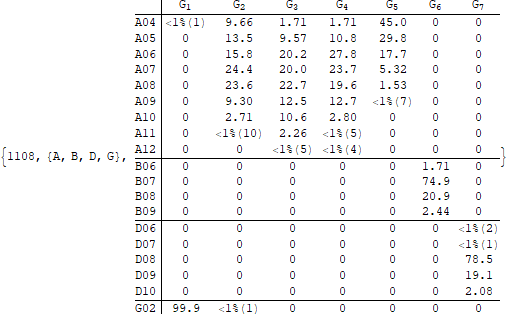 G1 G2 G3 G4 G5 G6 G7
A04 <1%(1) 9.66 1.71 1.71 45.0 0 0
A05 0 13.5 9.57 10.8 29.8 0 0
A06 0 15.8 20.2 27.8 17.7 0 0
A07 0 24.4 20.0 23.7 5.32 0 0
A08 0 23.6 22.7 19.6 1.53 0 0
A09 0 9.30 12.5 12.7 <1%(7) 0 0
A10 0 2.71 10.6 2.80 0 0 0
A11 0 <1%(10) 2.26 <1%(5) 0 0 0
{1108, {A, B, D, G}, A12 0 0 <1%(5) <1%(4) 0 0 0 }
B06 0 0 0 0 0 1.71 0
B07 0 0 0 0 0 74.9 0
B08 0 0 0 0 0 20.9 0
B09 0 0 0 0 0 2.44 0
D06 0 0 0 0 0 0 <1%(2)
D07 0 0 0 0 0 0 <1%(1)
D08 0 0 0 0 0 0 78.5
D09 0 0 0 0 0 0 19.1
D10 0 0 0 0 0 0 2.08
G02 99.9 <1%(1) 0 0 0 0 0